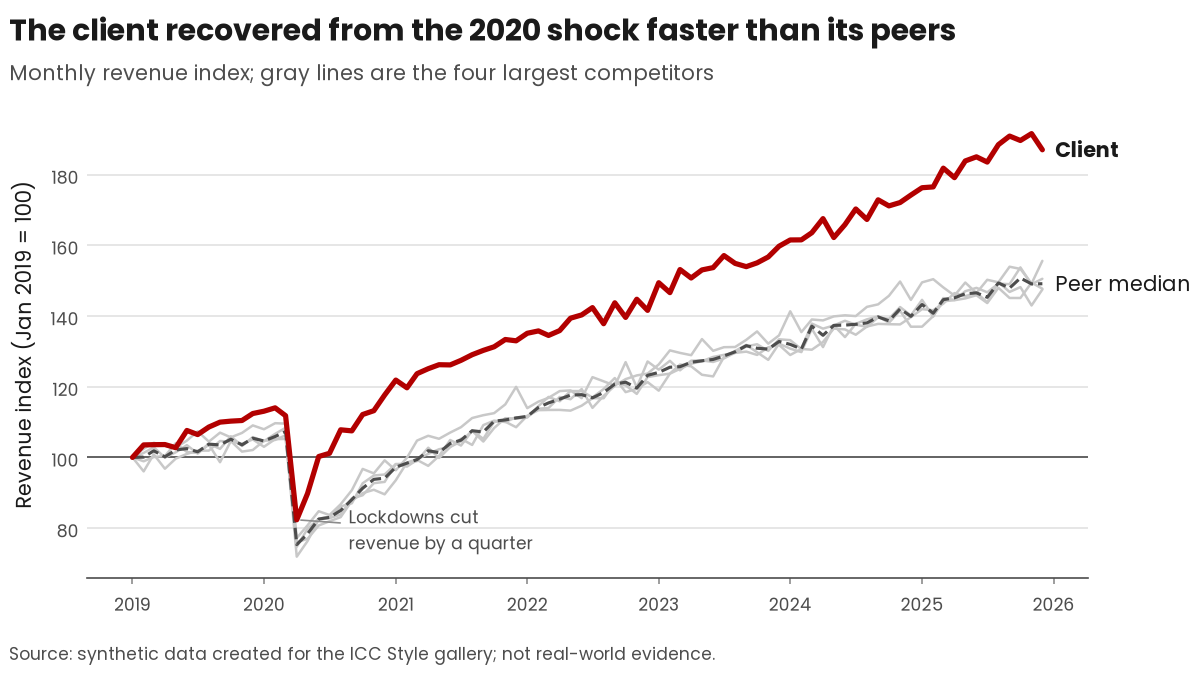 The client recovered from the 2020 shock faster than its peers
Monthly revenue index; gray lines are the four largest competitors
Revenue index (Jan 2019 = 100)
180
160
140
120
100
80
Client
Peer median
Lockdowns cut
revenue by a quarter
2019
2020
2021
2022
2023
2024
2025
2026
Source: synthetic data created for the ICC Style gallery; not real-world evidence.